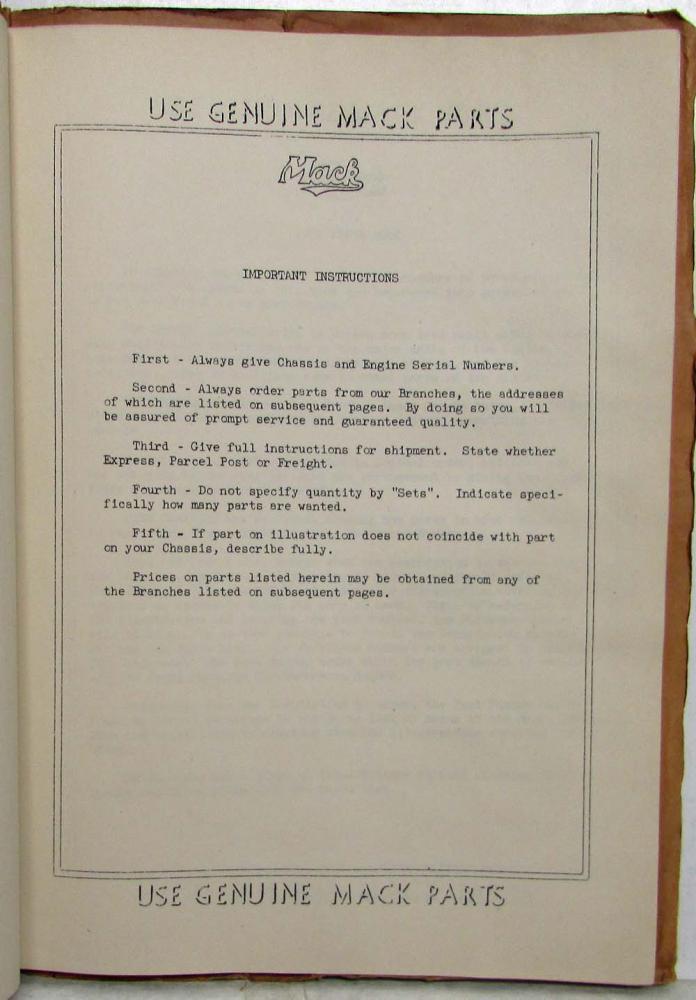 USE GENUINE MACK PARTS
Mack
IMPORTANT INSTRUCTIONS
First - Always give Chassis and Engine Serial Numbers.
Second - Always order parts from our Branches, the addresses
of which are listed on subsequent pages. By doing so you will
be assured of prompt service and guaranteed quality.
Third - Give full instructions for shipment. State whether
Express, Parcel Post or Freight.
Fourth - Do not specify quantity by "Sets". Indicate speci-
fically how many parts are wanted.
Fifth - If part on illustration does not coincide with part
on your Chassis, describe fully.
Prices on parts listed herein may be obtained from any of
the Branches listed on subsequent pages.
USE GENUINE MACK PARTS